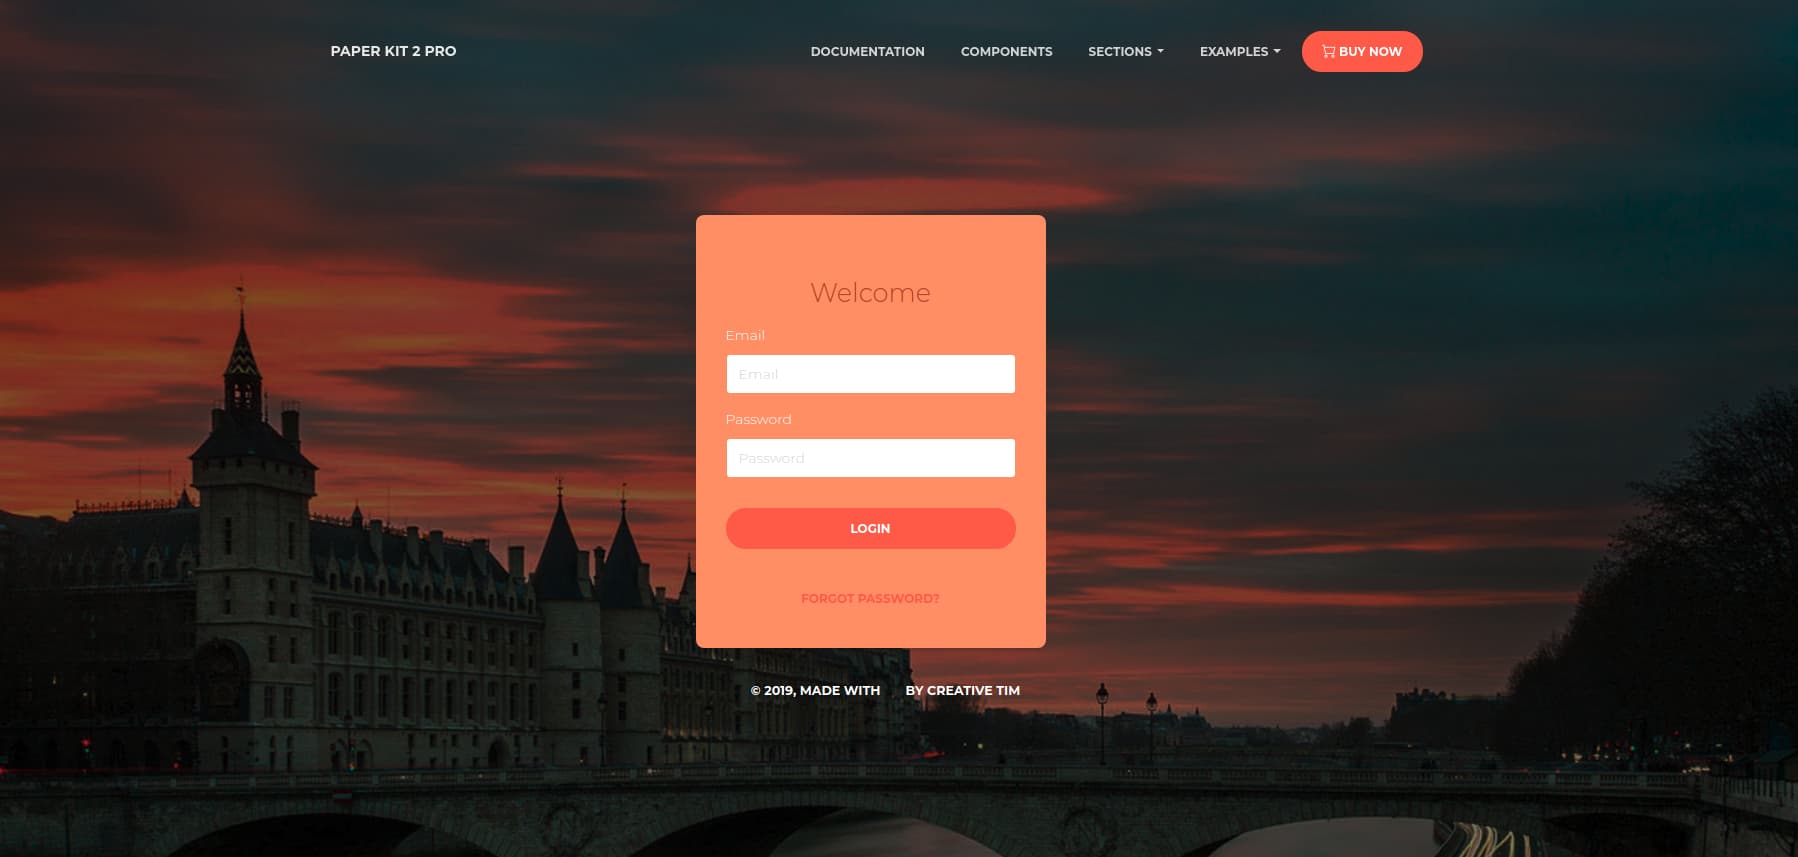 PAPER KIT 2 PRO
DOCUMENTATION COMPONENTS SECTIONS EXAMPLES BUY NOW
Welcome
Email
Email
Password
Password
LOGIN
FORGOT PASSWORD?
© 2019, MADE WITH BY CREATIVE TIM